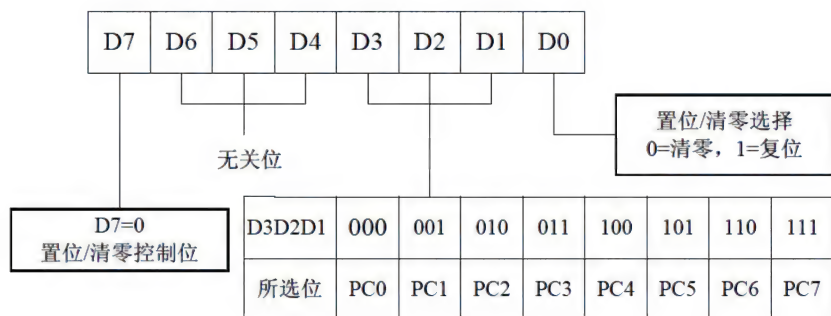 D7 D6 D5 D4 D3 D2 D1 D0
无关位
置位/清零选择
0=清零，1=复位
D7=0
置位/清零控制位
D3D2D1 000 001 010 011 100 101 110 111
所选位 PC0 PC1 PC2 PC3 PC4 PC5 PC6 PC7